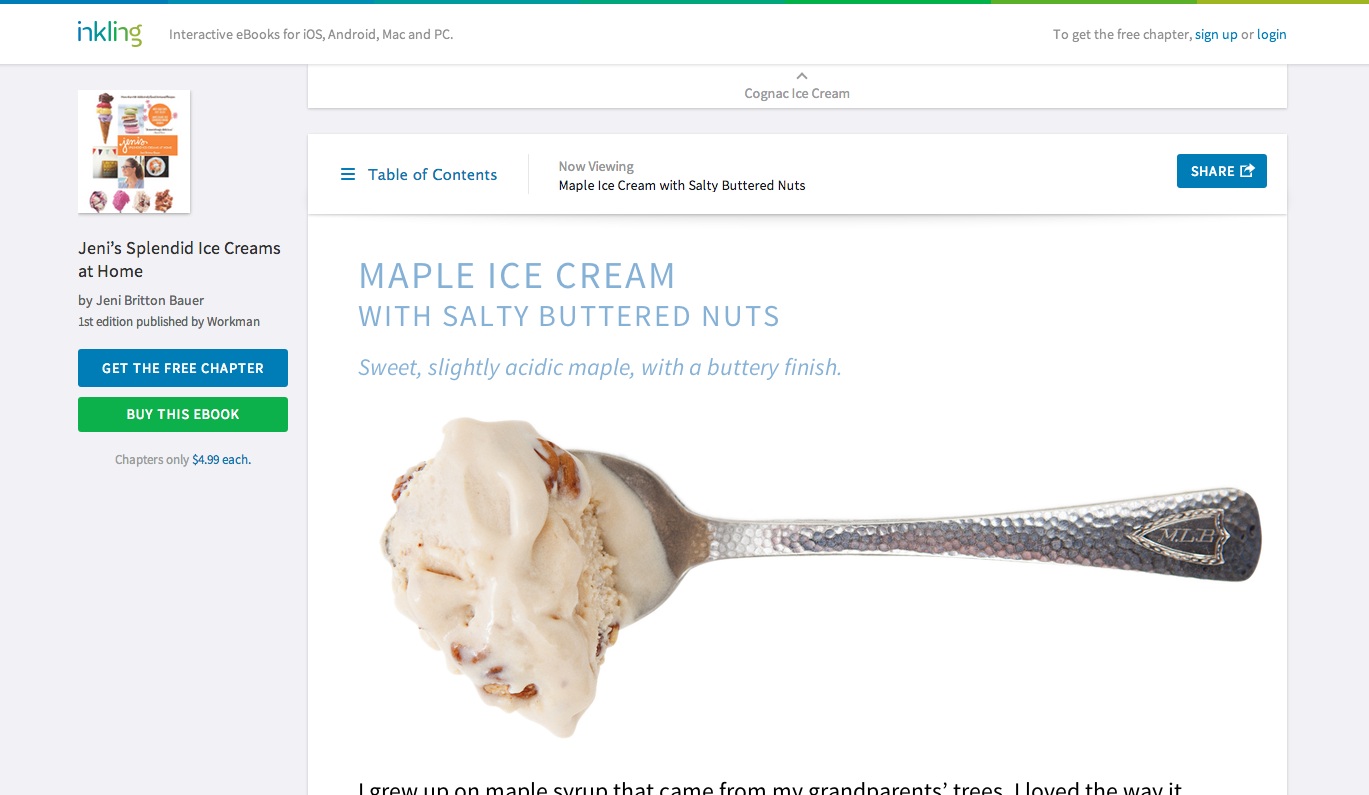 inkling
Interactive eBooks for iOS, Android, Mac and PC.
To get the free chapter, sign up or login
Cognac Ice Cream
Table of Contents
Now Viewing
Maple Ice Cream with Salty Buttered Nuts
SHARE
jeni's
Jeni’s Splendid Ice Creams
at Home
by Jeni Britton Bauer
1st edition published by Workman
GET THE FREE CHAPTER
BUY THIS EBOOK
Chapters only $4.99 each.
MAPLE ICE CREAM
WITH SALTY BUTTERED NUTS
Sweet, slightly acidic maple, with a buttery finish.
M.L.B
I grew up on maple syrup that came from my grandparents’ trees. I loved the way it